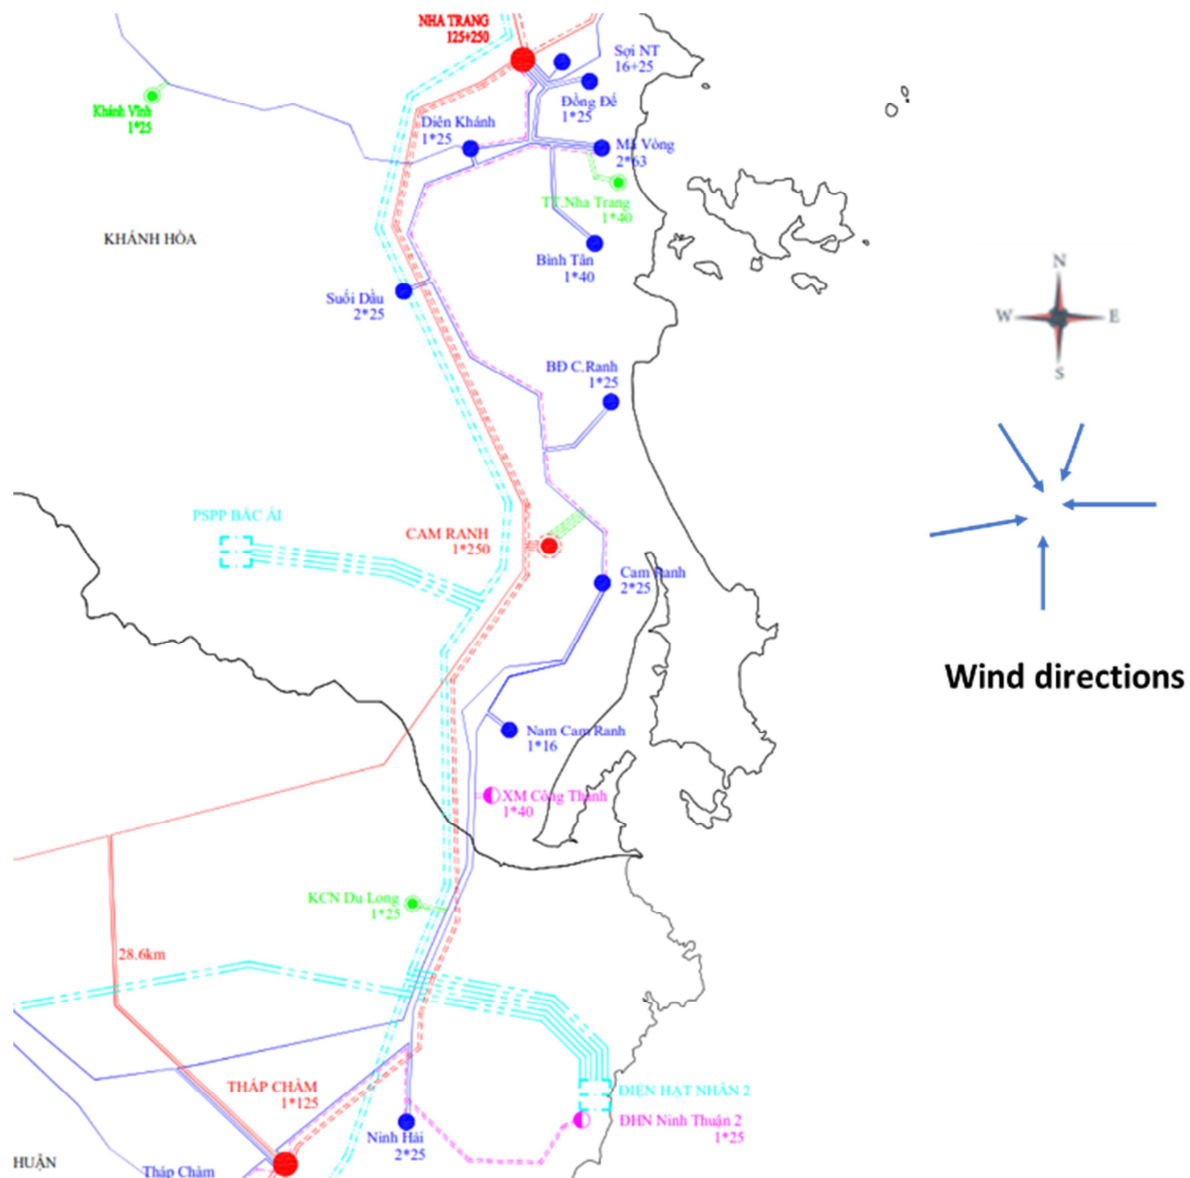 NHA TRANG
125+250
Sợi NT
16+25
Khánh Vĩnh
1*25
Đồng Đế
1*25
Diên Khánh
1*25
Mã Vòng
2*63
TT.Nha Trang
1*40
KHÁNH HÒA
Bình Tân
1*40
Suối Dầu
2*25
N
W
E
S
BĐ C.Ranh
1*25
PSPP BÁC ÁI
CAM RANH
1*250
Cam Ranh
2*25
Wind directions
Nam Cam Ranh
1*16
XM Công Thành
1*40
KCN Du Long
1*25
28.6km
THÁP CHÀM
1*125
ĐIỆN HẠT NHÂN 2
ĐHN Ninh Thuận 2
1*25
Ninh Hải
2*25
HUẬN
Tháp Chàm